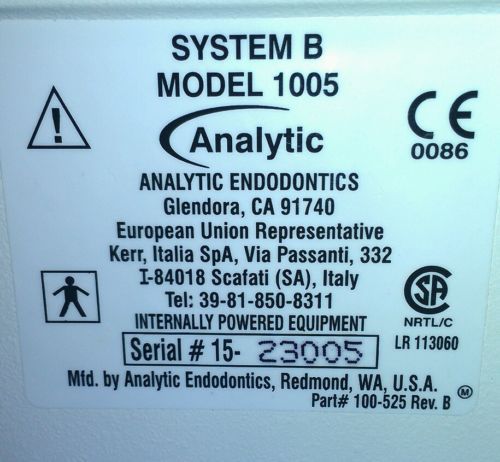 SYSTEM B
MODEL 1005
Analytic
CE
0086
ANALYTIC ENDODONTICS
Glendora, CA 91740
European Union Representative
Kerr, Italia SpA, Via Passanti, 332
I-84018 Scafati (SA), Italy
Tel: 39-81-850-8311
INTERNALLY POWERED EQUIPMENT
SA
NRTL/C
LR 113060
Serial # 15- 23005
Mfd. by Analytic Endodontics, Redmond, WA, U.S.A.
M
Part# 100-525 Rev. B